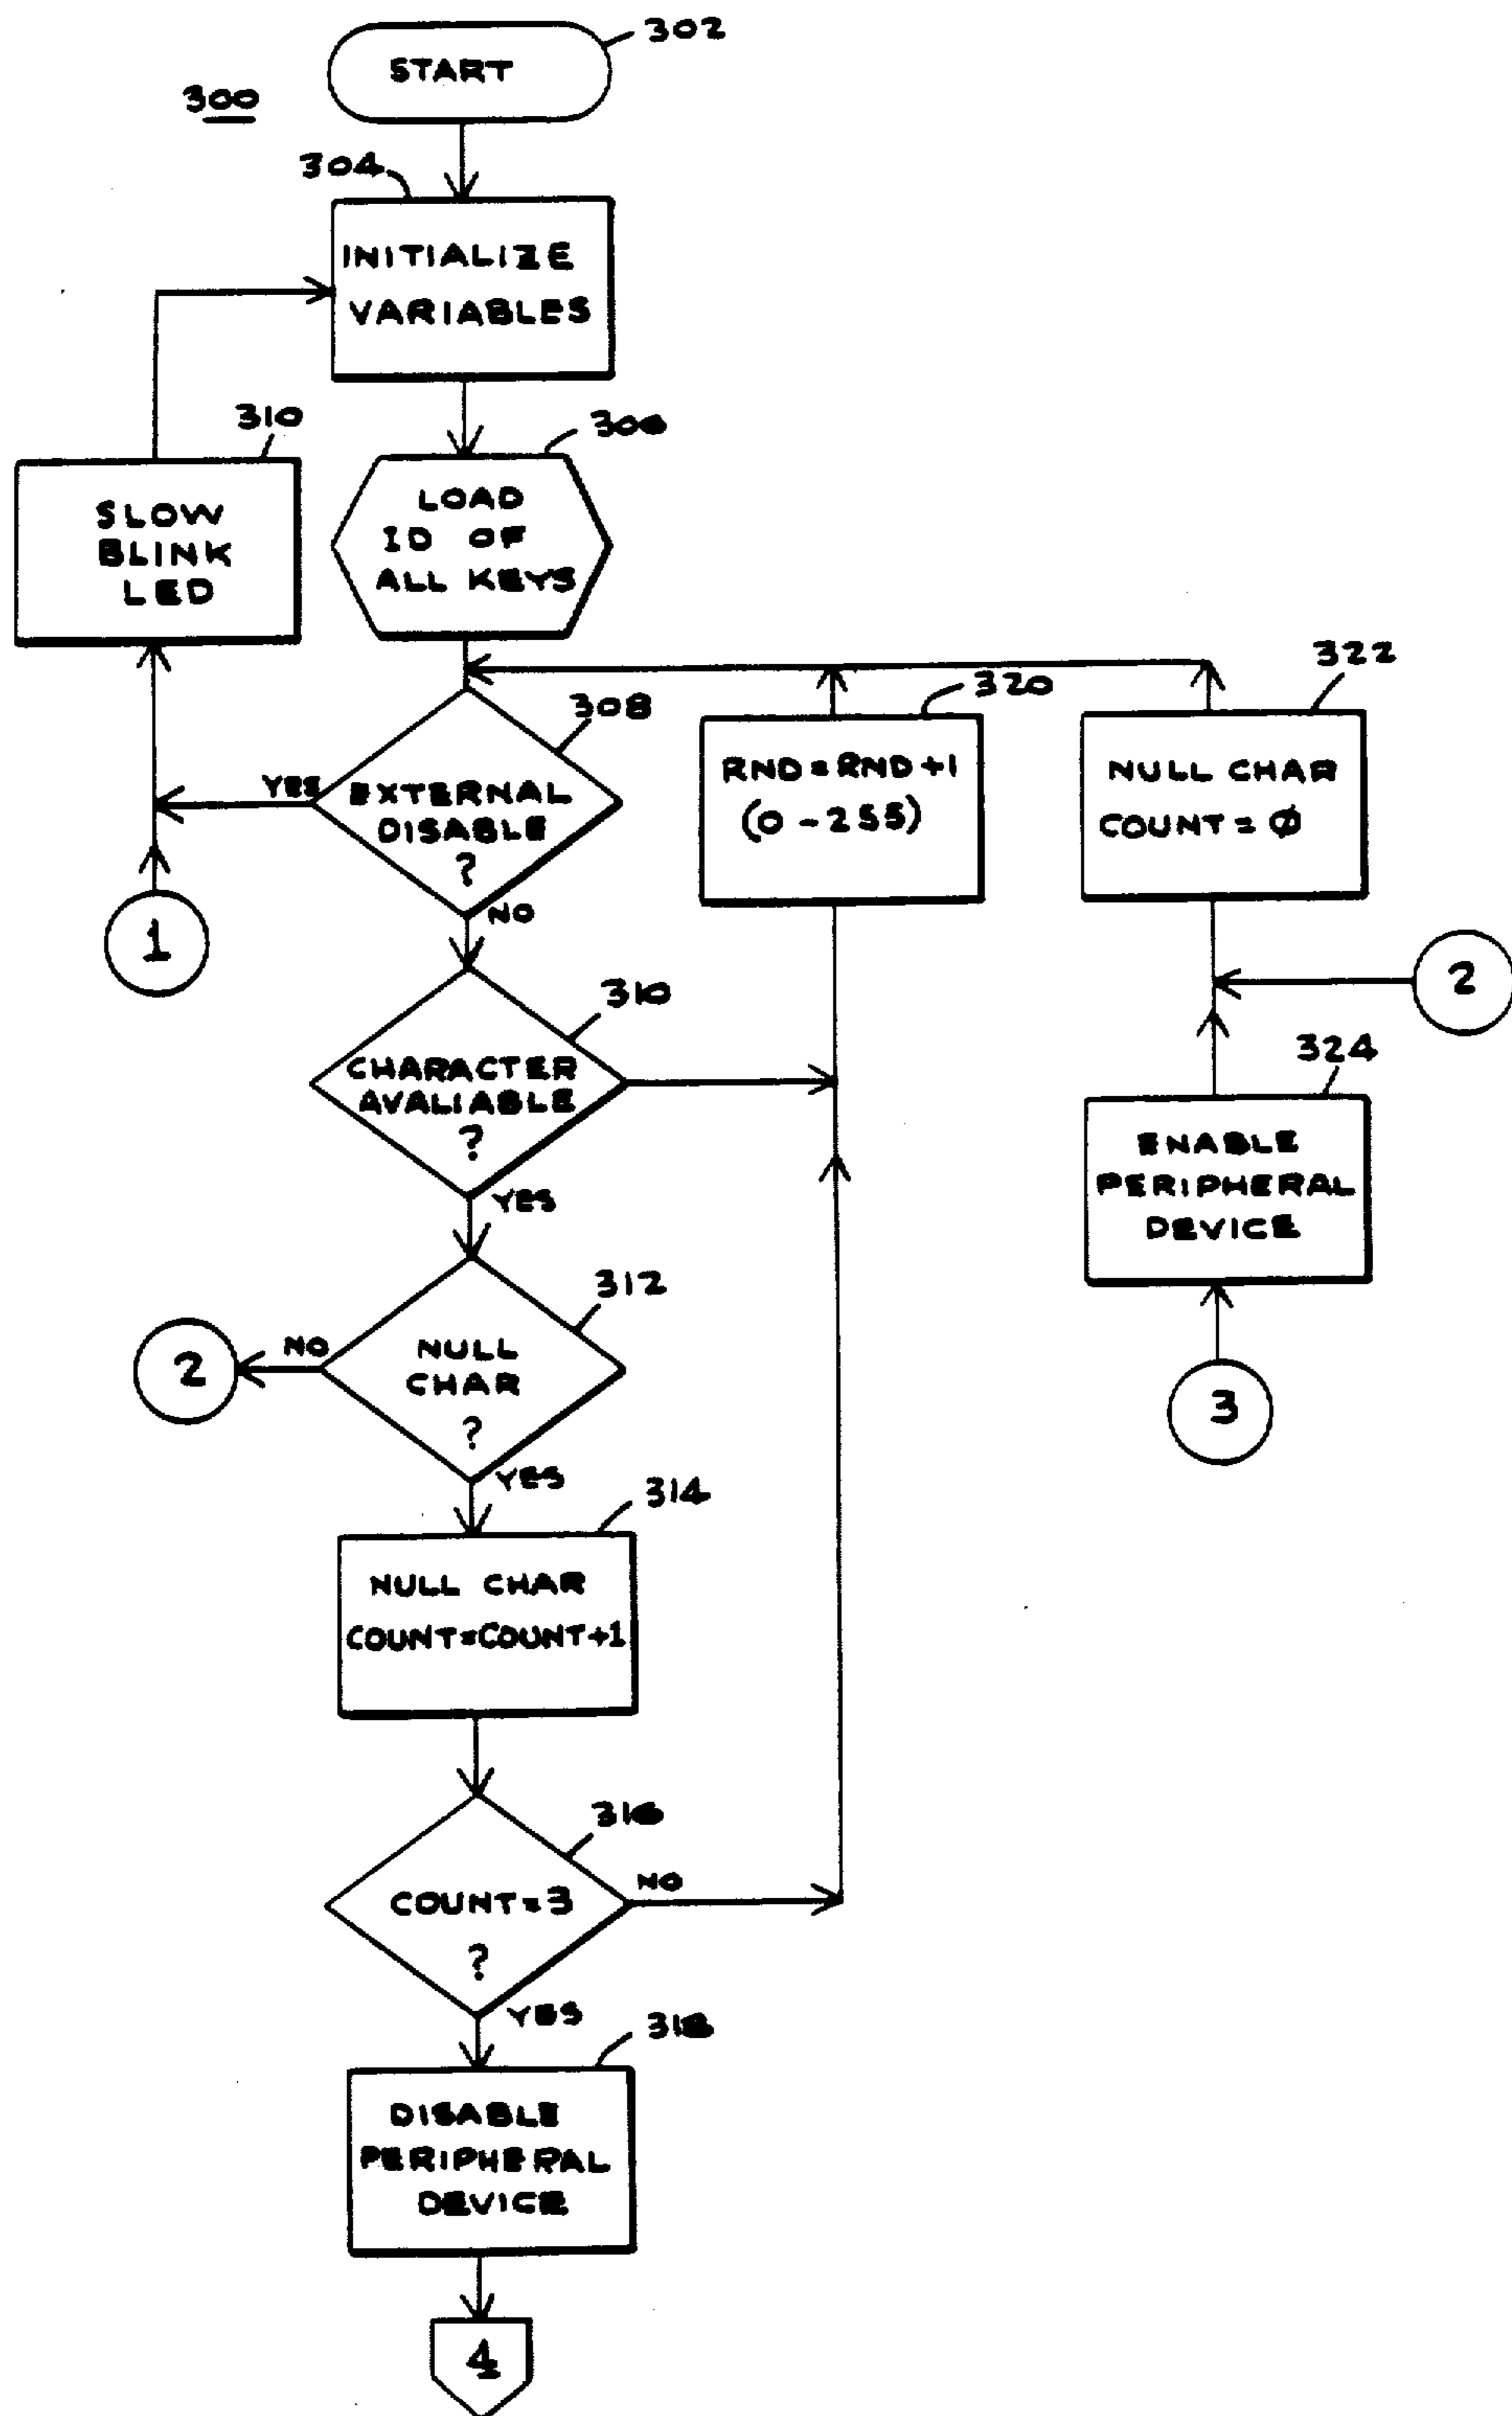 302
START
300
304
INITIALIZE
VARIABLES
310
SLOW
BLINK
LED
306
LOAD
ID OF
ALL KEYS
308
YES
EXTERNAL
DISABLE
?
NO
1
320
RND=RND+1
(0-255)
322
NULL CHAR
COUNT=Ø
2
310
CHARACTER
AVALIABLE
?
YES
324
ENABLE
PERIPHERAL
DEVICE
3
312
NO
2
NULL
CHAR
?
YES
314
NULL CHAR
COUNT=COUNT+1
316
COUNT=3
?
NO
YES
318
DISABLE
PERIPHERAL
DEVICE
4